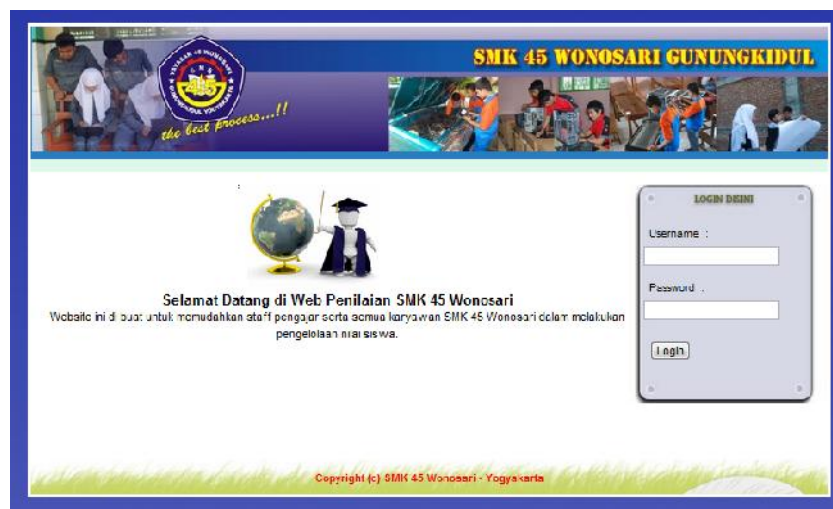 SMK 45 WONOSARI GUNUNGKIDUL
S M K
45
the best process...!!
LOGIN DISINI
Username :
Password :
Login
Selamat Datang di Web Penilaian SMK 45 Wonosari
Website ini di buat untuk memudahkan staff pengajar serta semua karyawan SMK 45 Wonosari dalam melakukan
pengelolaan nilai siswa.
Copyright (c) SMK 45 Wonosari - Yogyakarta